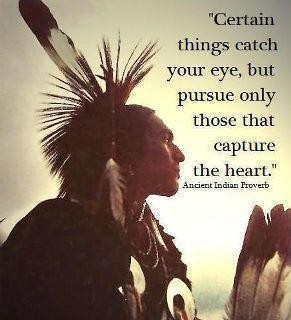 "Certain
things catch
your eye, but
pursue only
those that
capture
the heart."
Ancient Indian Proverb